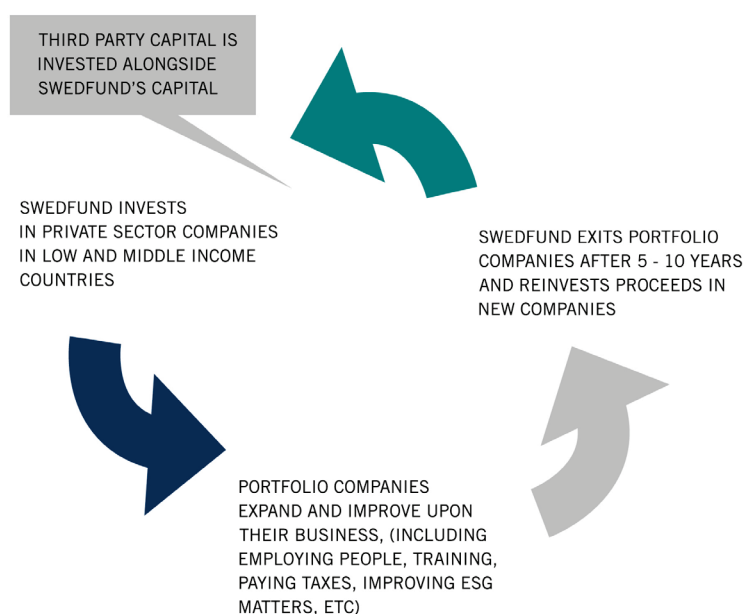 THIRD PARTY CAPITAL IS
INVESTED ALONGSIDE
SWEDFUND'S CAPITAL
SWEDFUND INVESTS
IN PRIVATE SECTOR COMPANIES
IN LOW AND MIDDLE INCOME
COUNTRIES
PORTFOLIO COMPANIES
EXPAND AND IMPROVE UPON
THEIR BUSINESS, (INCLUDING
EMPLOYING PEOPLE, TRAINING,
PAYING TAXES, IMPROVING ESG
MATTERS, ETC)
SWEDFUND EXITS PORTFOLIO
COMPANIES AFTER 5 - 10 YEARS
AND REINVESTS PROCEEDS IN
NEW COMPANIES